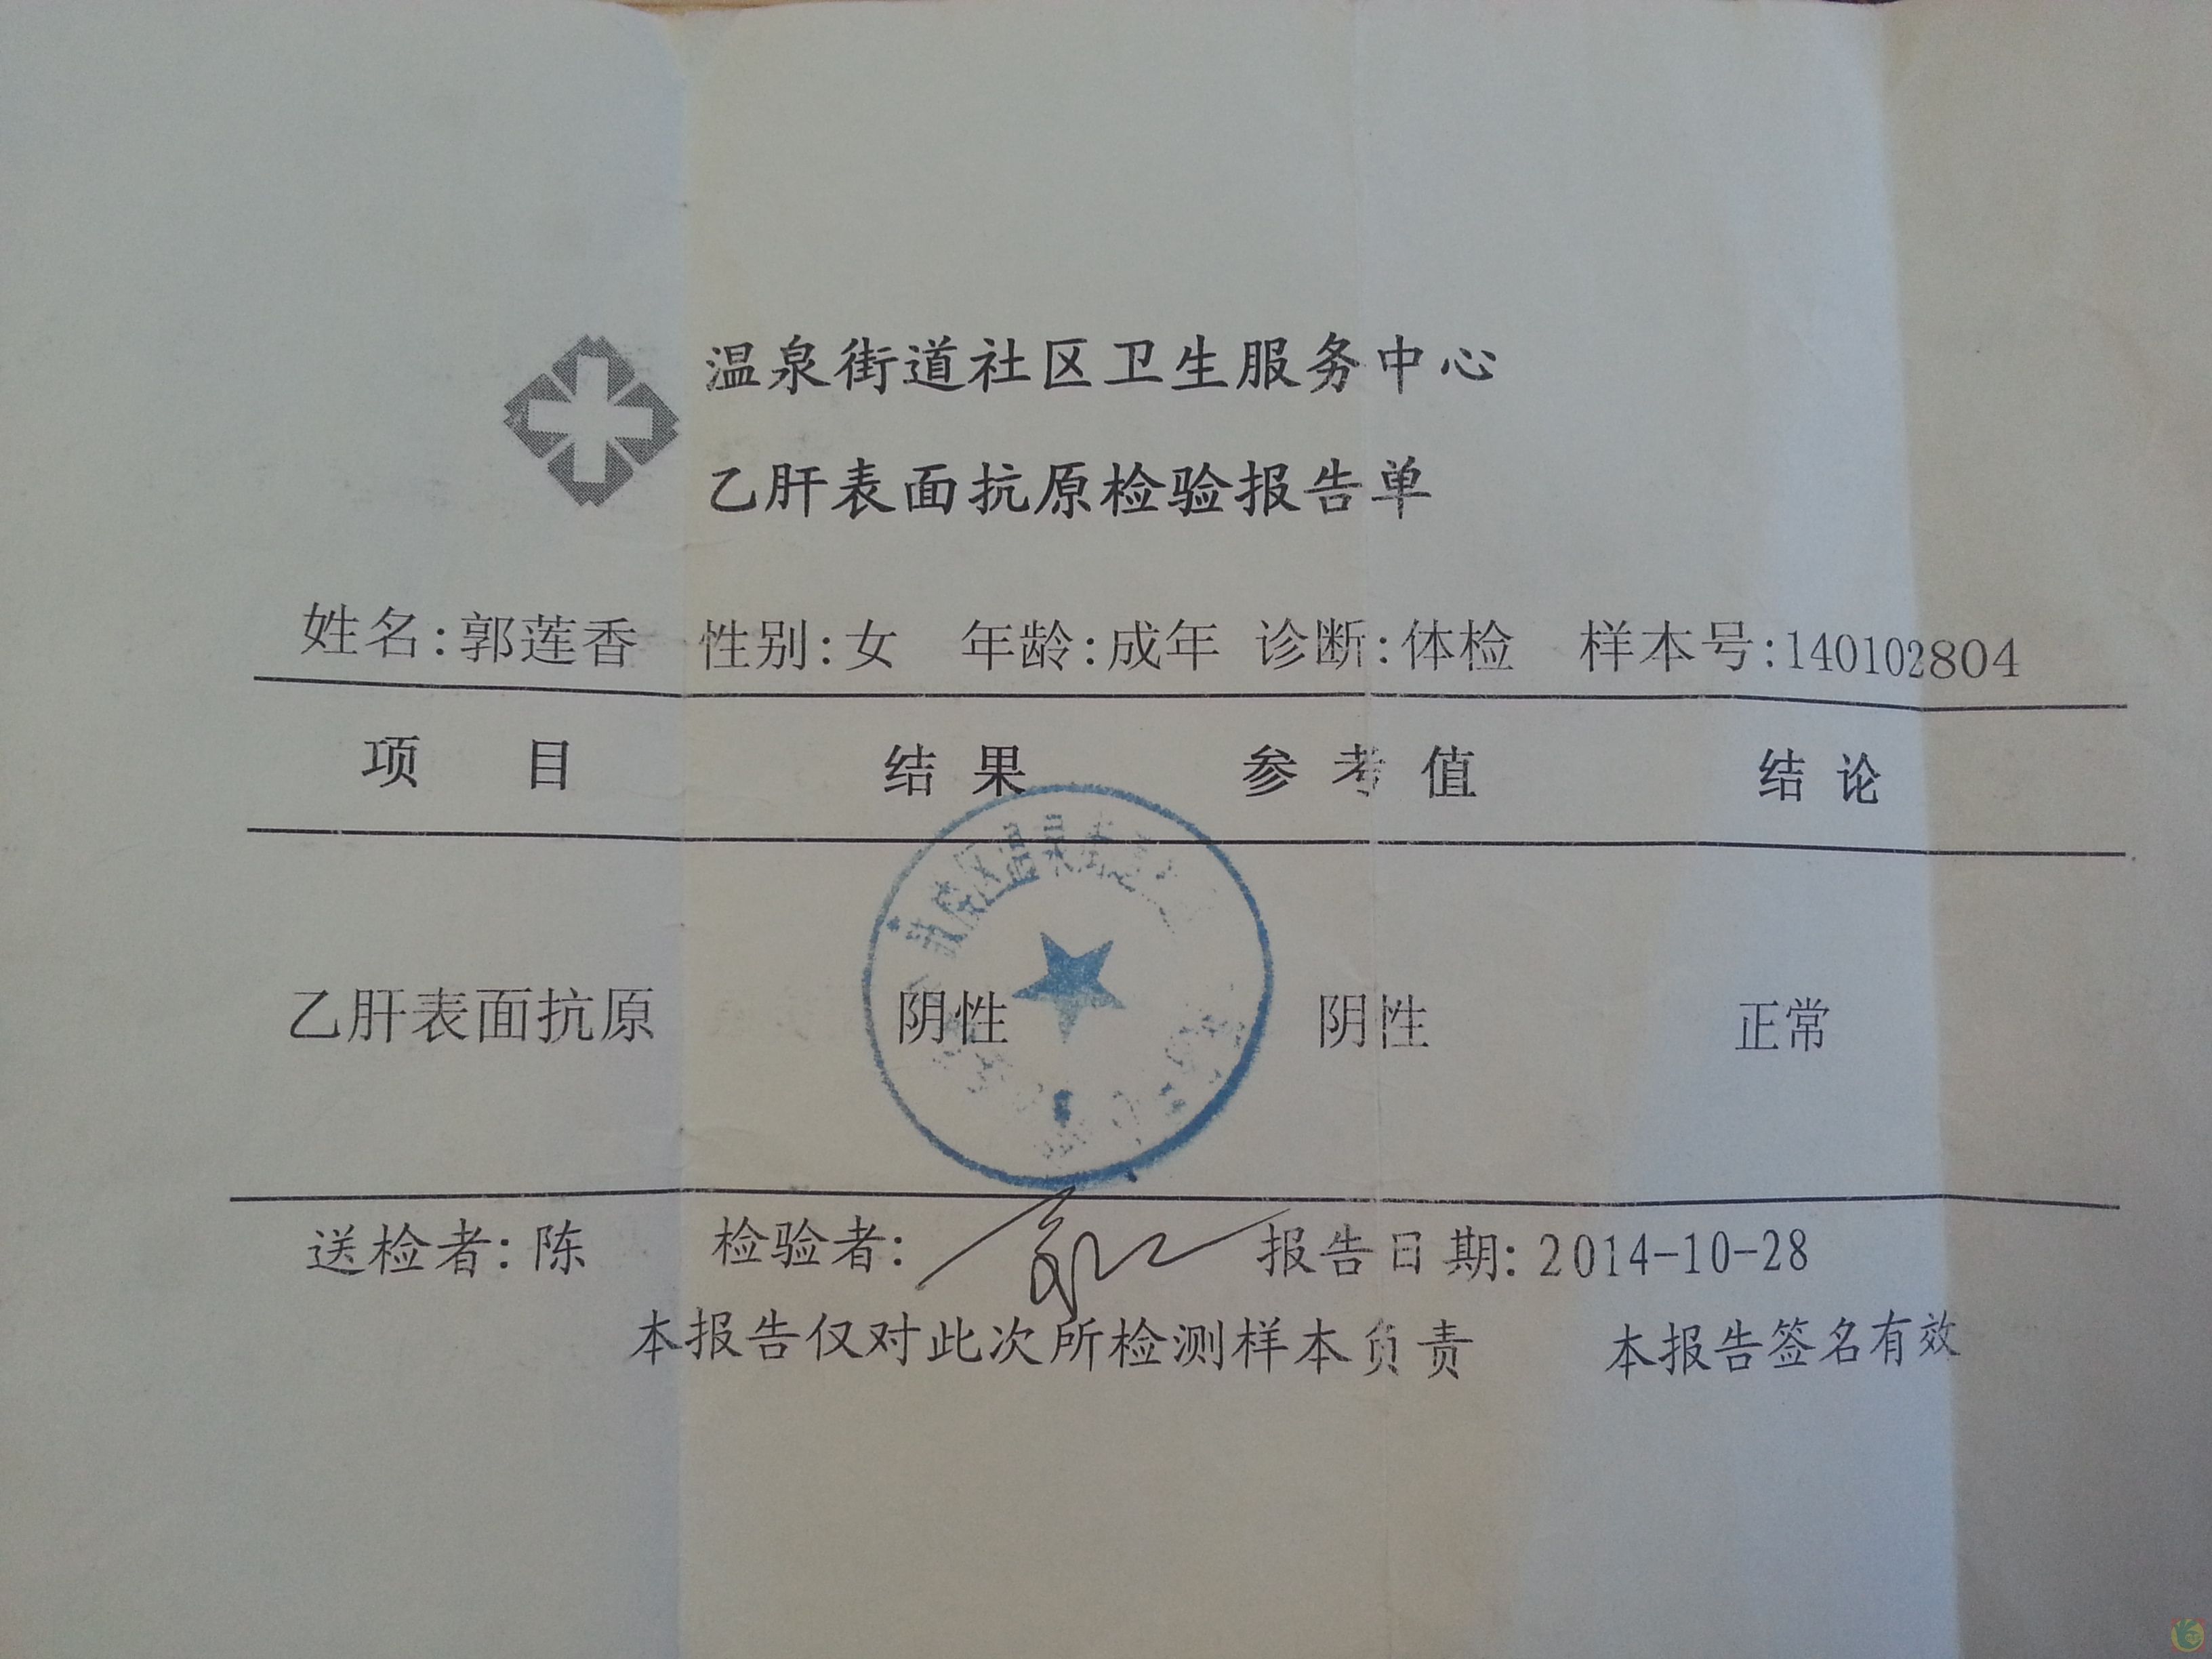 温泉街道社区卫生服务中心
乙肝表面抗原检验报告单
姓名:郭莲香 性别:女 年龄:成年 诊断:体检 样本号:140102804
项 目 结 果 参 考 值 结 论
区温泉街道
乙肝表面抗原 阴性 阴性 正常
送检者:陈 检验者: 报告日期:2014-10-28
本报告仅对此次所检测样本负责 本报告签名有效